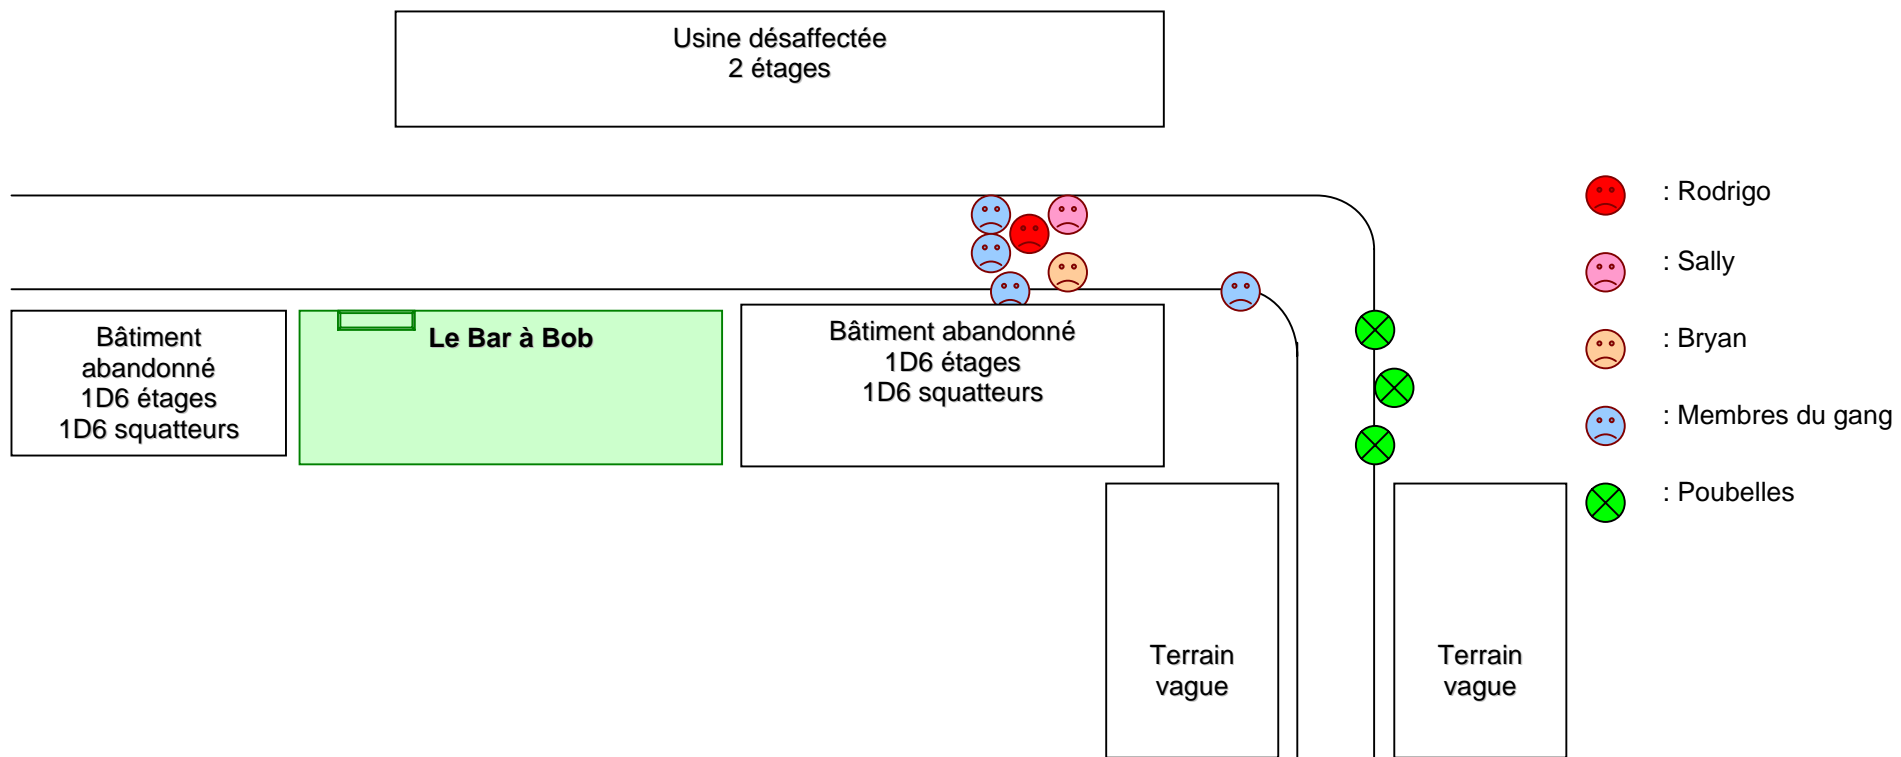 Usine désaffectée
2 étages
: Rodrigo
: Sally
: Bryan
: Membres du gang
: Poubelles
Bâtiment
abandonné
1D6 étages
1D6 squatteurs
Le Bar à Bob
Bâtiment abandonné
1D6 étages
1D6 squatteurs
Terrain
vague
Terrain
vague